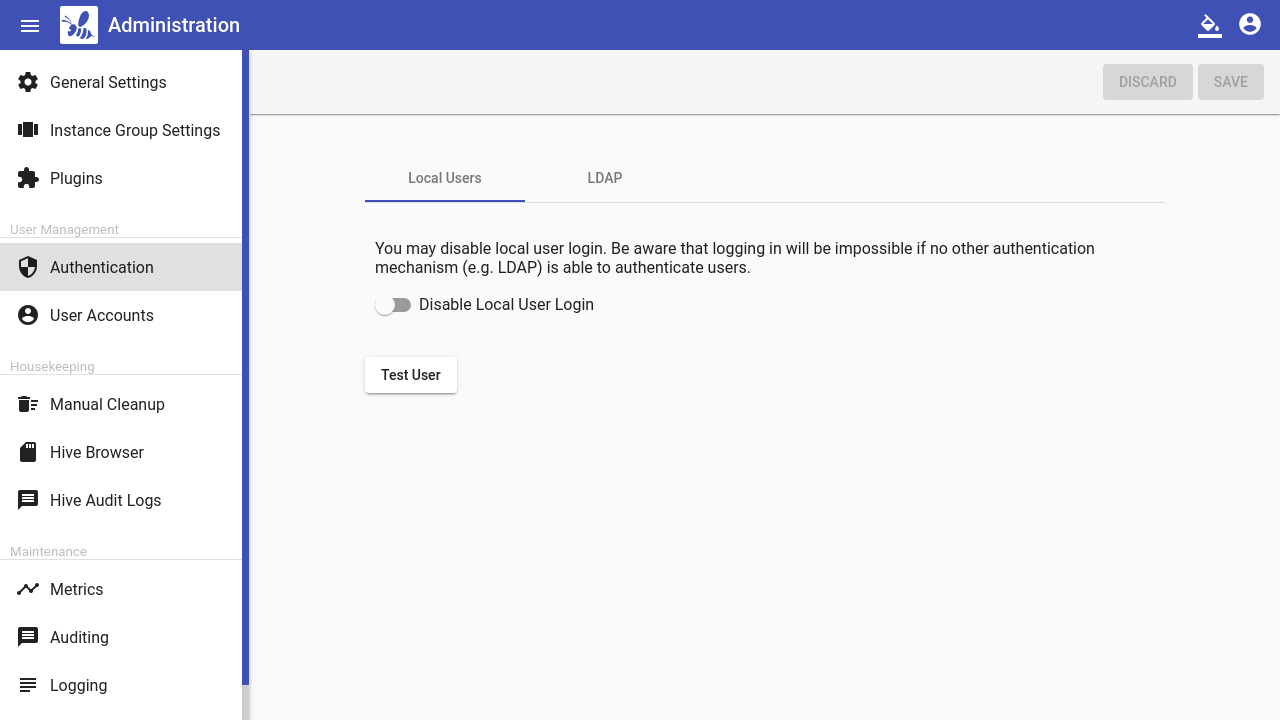 Administration
General Settings
Instance Group Settings
Plugins
User Management
Authentication
User Accounts
Housekeeping
Manual Cleanup
Hive Browser
Hive Audit Logs
Maintenance
Metrics
Auditing
Logging
DISCARD SAVE
Local Users LDAP
You may disable local user login. Be aware that logging in will be impossible if no other authentication
mechanism (e.g. LDAP) is able to authenticate users.
Disable Local User Login
Test User